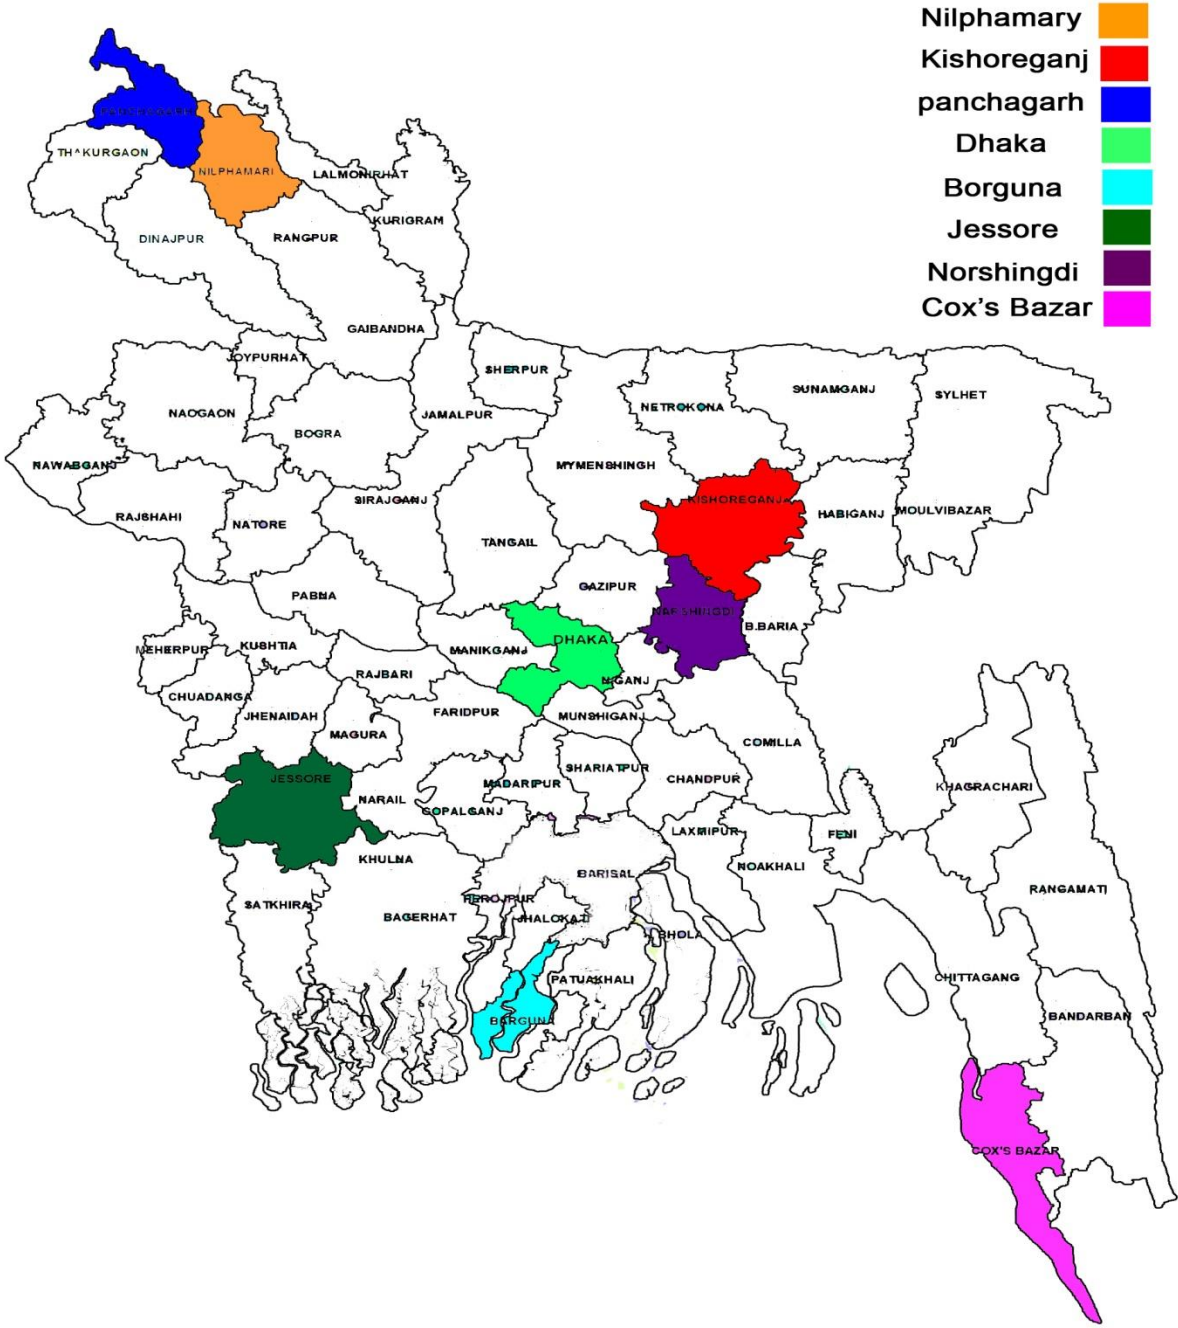 Nilphamary
Kishoreganj
panchagarh
Dhaka
Borguna
Jessore
Norshingdi
Cox's Bazar
TH^KURGAON
NILPHAMARI
LALMONIRHAT
KURIGRAM
DINAJPUR
RANGPUR
GAIBANDHA
JOYPURHAT
SHERPUR
SUNAMGANJ
SYLHET
NAOGAON
BOGRA
JAMALPUR
NETROKONA
NAWABGANJ
MYMENSHINGH
RAJSHAHI
NATORE
SIRAJGANJ
KISHOREGANJ
HABIGANJ
MOULVIBAZAR
TANGAIL
GAZIPUR
PABNA
NARSHINGDI
B.BARIA
MEHERPUR
KUSHTIA
MANIKGANJ
DHAKA
RAJBARI
N.GANJ
CHUADANGA
JHENAIDAH
FARIDPUR
MUNSHIGANJ
MAGURA
COMILLA
JESSORE
SHARIATPUR
CHANDPUR
MADARIPUR
KHAGRACHARI
NARAIL
GOPALGANJ
LAXMIPUR
FENI
KHULNA
NOAKHALI
BARISAL
RANGAMATI
SATKHIRA
PEROJPUR
BAGERHAT
JHALOKATI
BHOLA
PATUAKHALI
CHITTAGANG
BARGUNA
BANDARBAN
COX'S BAZAR